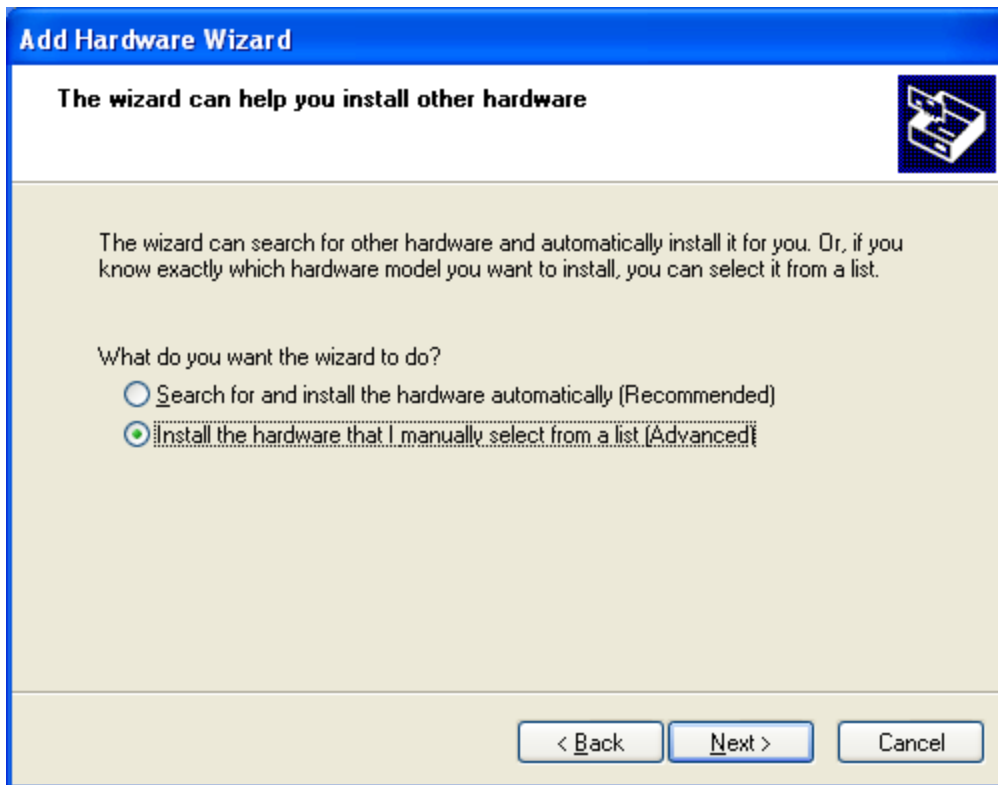 Add Hardware Wizard
The wizard can help you install other hardware
The wizard can search for other hardware and automatically install it for you. Or, if you
know exactly which hardware model you want to install, you can select it from a list.
What do you want the wizard to do?
Search for and install the hardware automatically (Recommended)
Install the hardware that I manually select from a list (Advanced)
< Back Next > Cancel